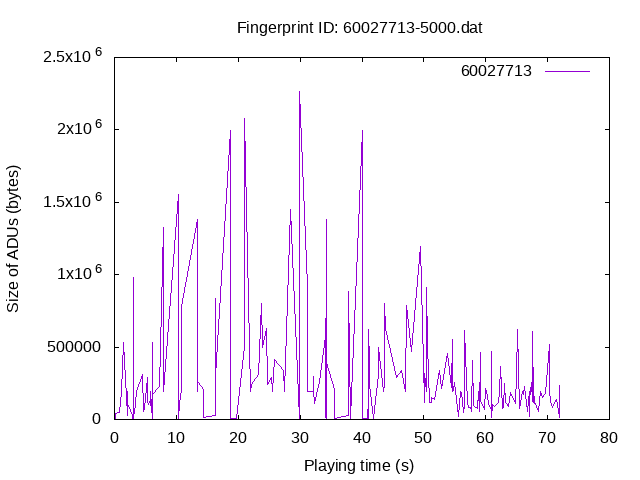 Fingerprint ID: 60027713-5000.dat
2.5x10 6
60027713
2x10 6
1.5x10 6
1x10 6
500000
0
0 10 20 30 40 50 60 70 80
Size of ADUs (bytes)
Playing time (s)